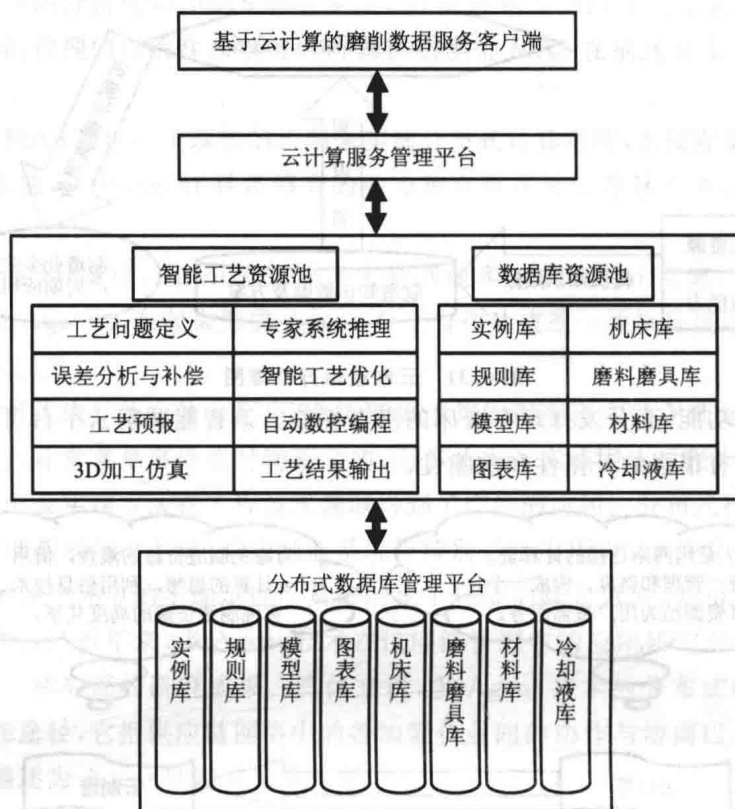 基于云计算的磨削数据服务客户端
云计算服务管理平台
智能工艺资源池
数据库资源池
工艺问题定义
专家系统推理
误差分析与补偿
智能工艺优化
工艺预报
自动数控编程
3D加工仿真
工艺结果输出
实例库
机床库
规则库
磨料磨具库
模型库
材料库
图表库
冷却液库
分布式数据库管理平台
实例库
规则库
模型库
图表库
机床库
磨料磨具库
材料库
冷却液库